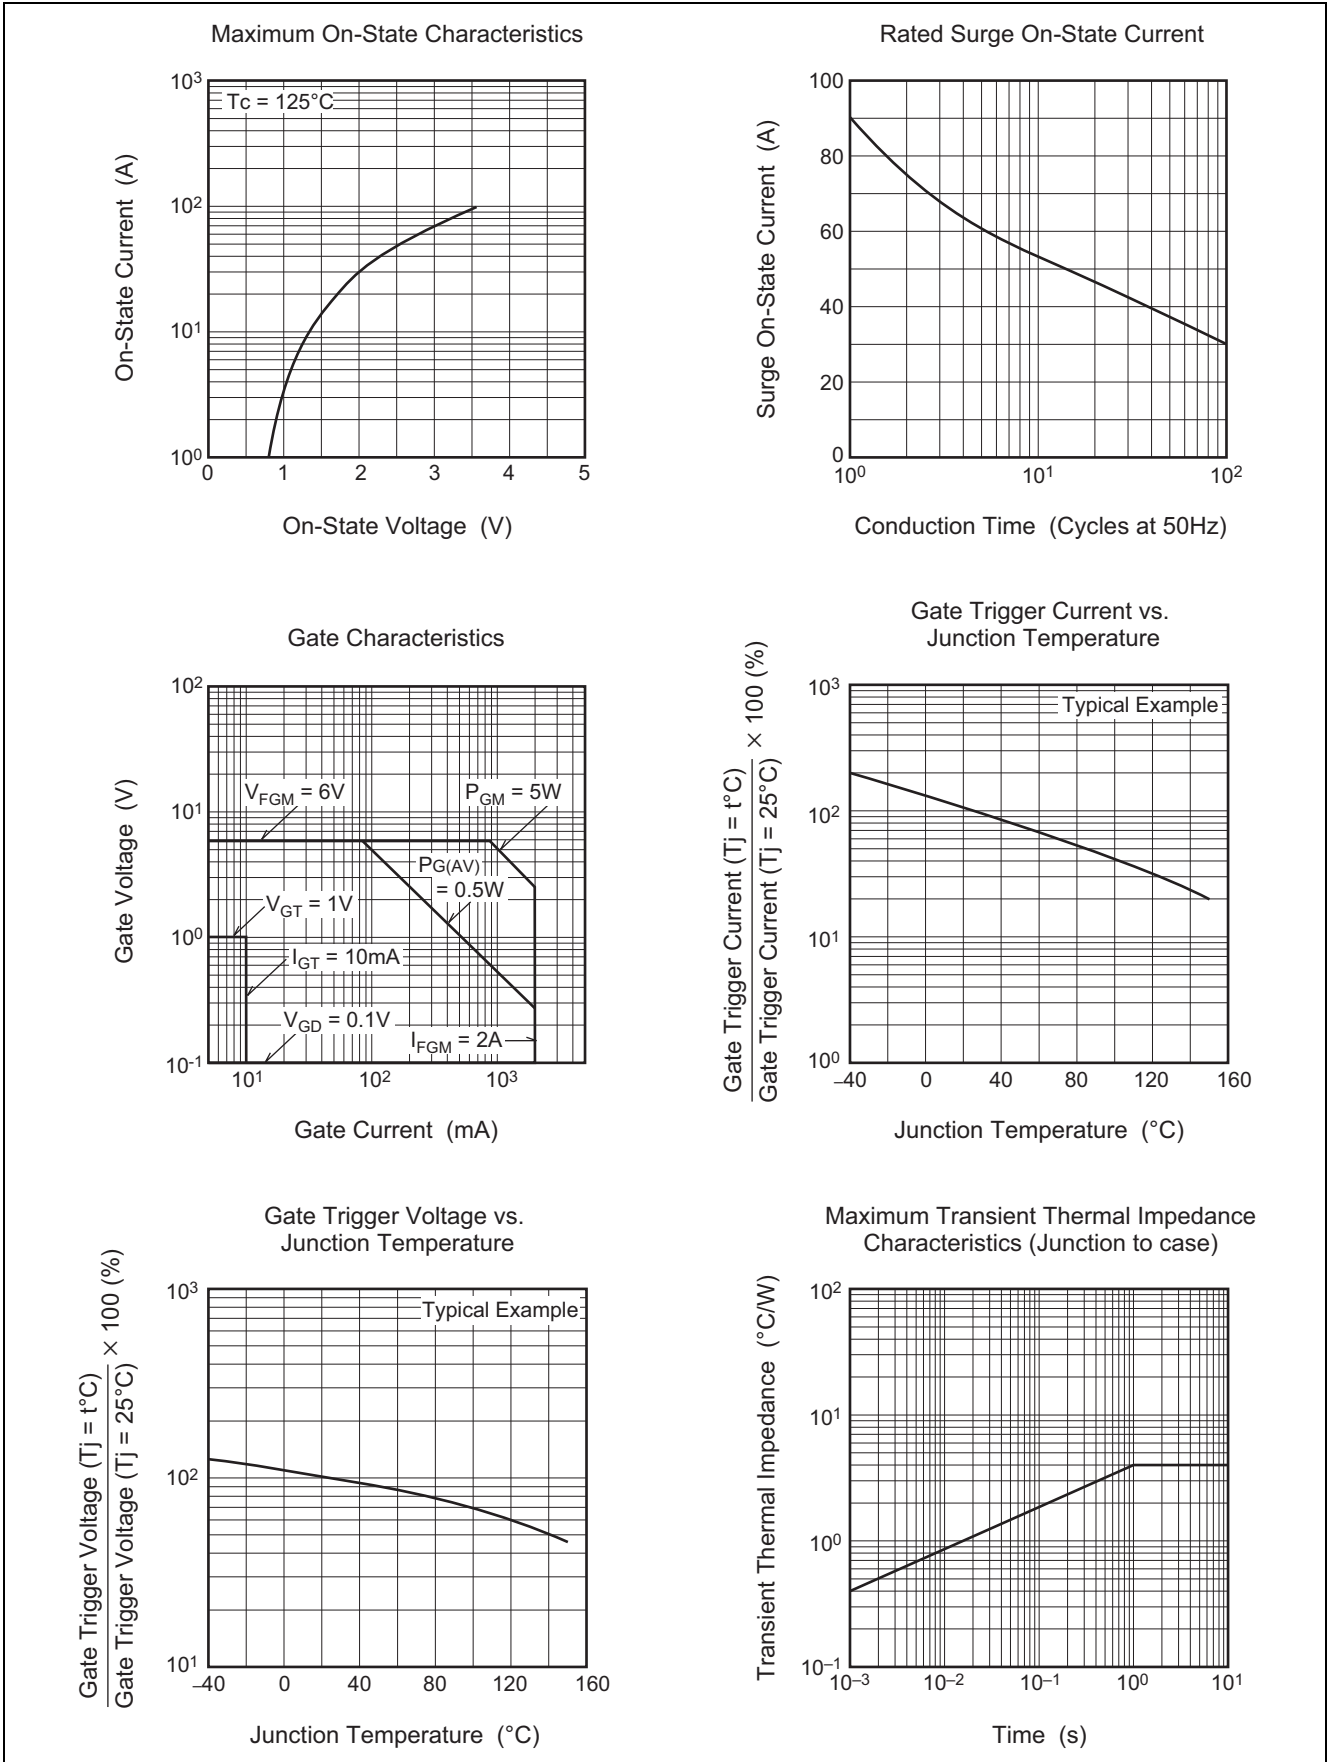 Maximum On-State Characteristics
10³
Tc = 125°C
10²
10¹
10⁰
0 1 2 3 4 5
On-State Current (A)
On-State Voltage (V)
Rated Surge On-State Current
100
80
60
40
20
0
10⁰ 10¹ 10²
Surge On-State Current (A)
Conduction Time (Cycles at 50Hz)
Gate Characteristics
10²
10¹
10⁰
10-1
10¹ 10² 10³
VFGM = 6V
PGM = 5W
PG(AV)
= 0.5W
VGT = 1V
IGT = 10mA
VGD = 0.1V
IFGM = 2A
Gate Voltage (V)
Gate Current (mA)
Gate Trigger Current vs.
Junction Temperature
10³
Typical Example
10²
10¹
10⁰
–40 0 40 80 120 160
Gate Trigger Current (Tj = t°C)
Gate Trigger Current (Tj = 25°C)
× 100 (%)
Junction Temperature (°C)
Gate Trigger Voltage vs.
Junction Temperature
10³
Typical Example
10²
10¹
–40 0 40 80 120 160
Gate Trigger Voltage (Tj = t°C)
Gate Trigger Voltage (Tj = 25°C)
× 100 (%)
Junction Temperature (°C)
Maximum Transient Thermal Impedance
Characteristics (Junction to case)
10²
10¹
10⁰
10–1
10–3 10–2 10–1 10⁰ 10¹
Transient Thermal Impedance (°C/W)
Time (s)